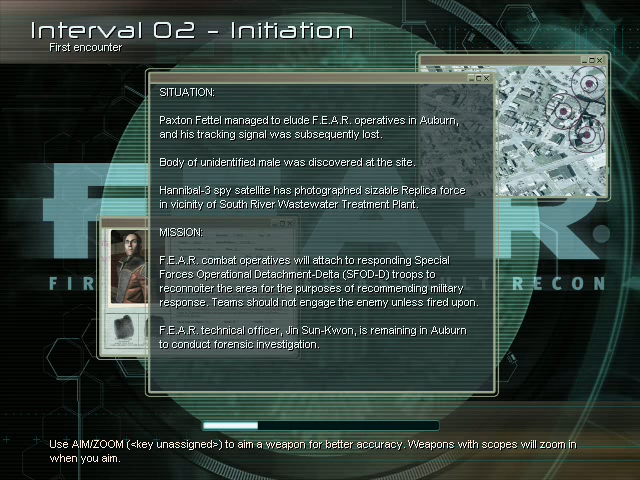 Interval 02 - Initiation
First encounter
SITUATION:
Paxton Fettel managed to elude F.E.A.R. operatives in Auburn,
and his tracking signal was subsequently lost.
Body of unidentified male was discovered at the site.
Hannibal-3 spy satellite has photographed sizable Replica force
in vicinity of South River Wastewater Treatment Plant.
MISSION:
F.E.A.R. combat operatives will attach to responding Special
Forces Operational Detachment-Delta (SFOD-D) troops to
reconnoiter the area for the purposes of recommending military
response. Teams should not engage the enemy unless fired upon.
F.E.A.R. technical officer, Jin Sun-Kwon, is remaining in Auburn
to conduct forensic investigation.
F.E.A.R.
FIR RECON
Use AIM/ZOOM (<key unassigned>) to aim a weapon for better accuracy. Weapons with scopes will zoom in
when you aim.